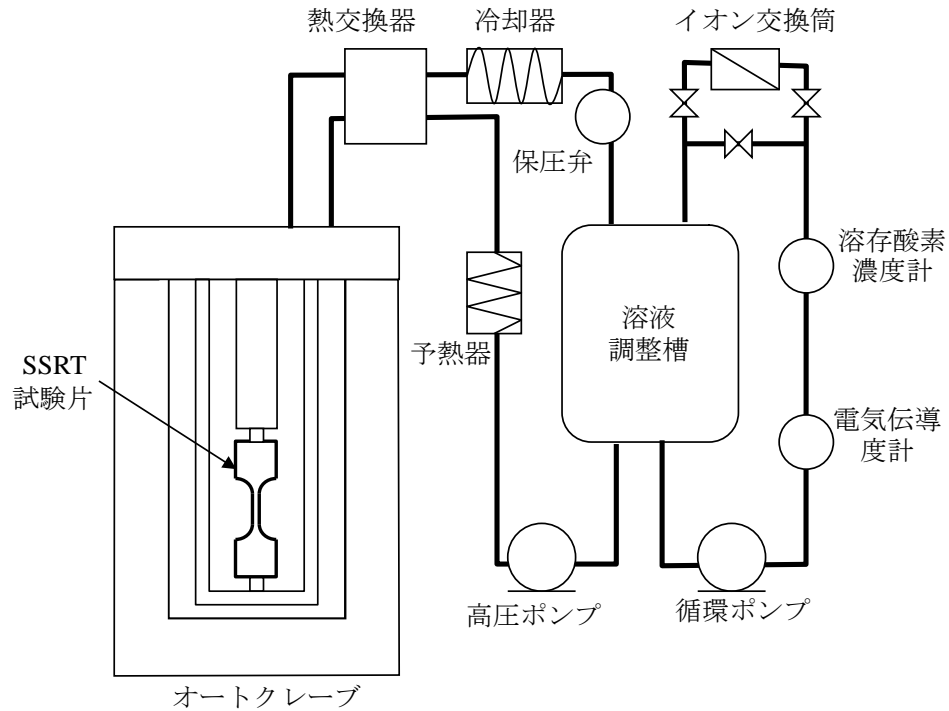 熱交換器
冷却器
イオン交換筒
保圧弁
溶存酸素
濃度計
溶液
調整槽
予熱器
SSRT
試験片
電気伝導
度計
高圧ポンプ
循環ポンプ
オートクレーブ